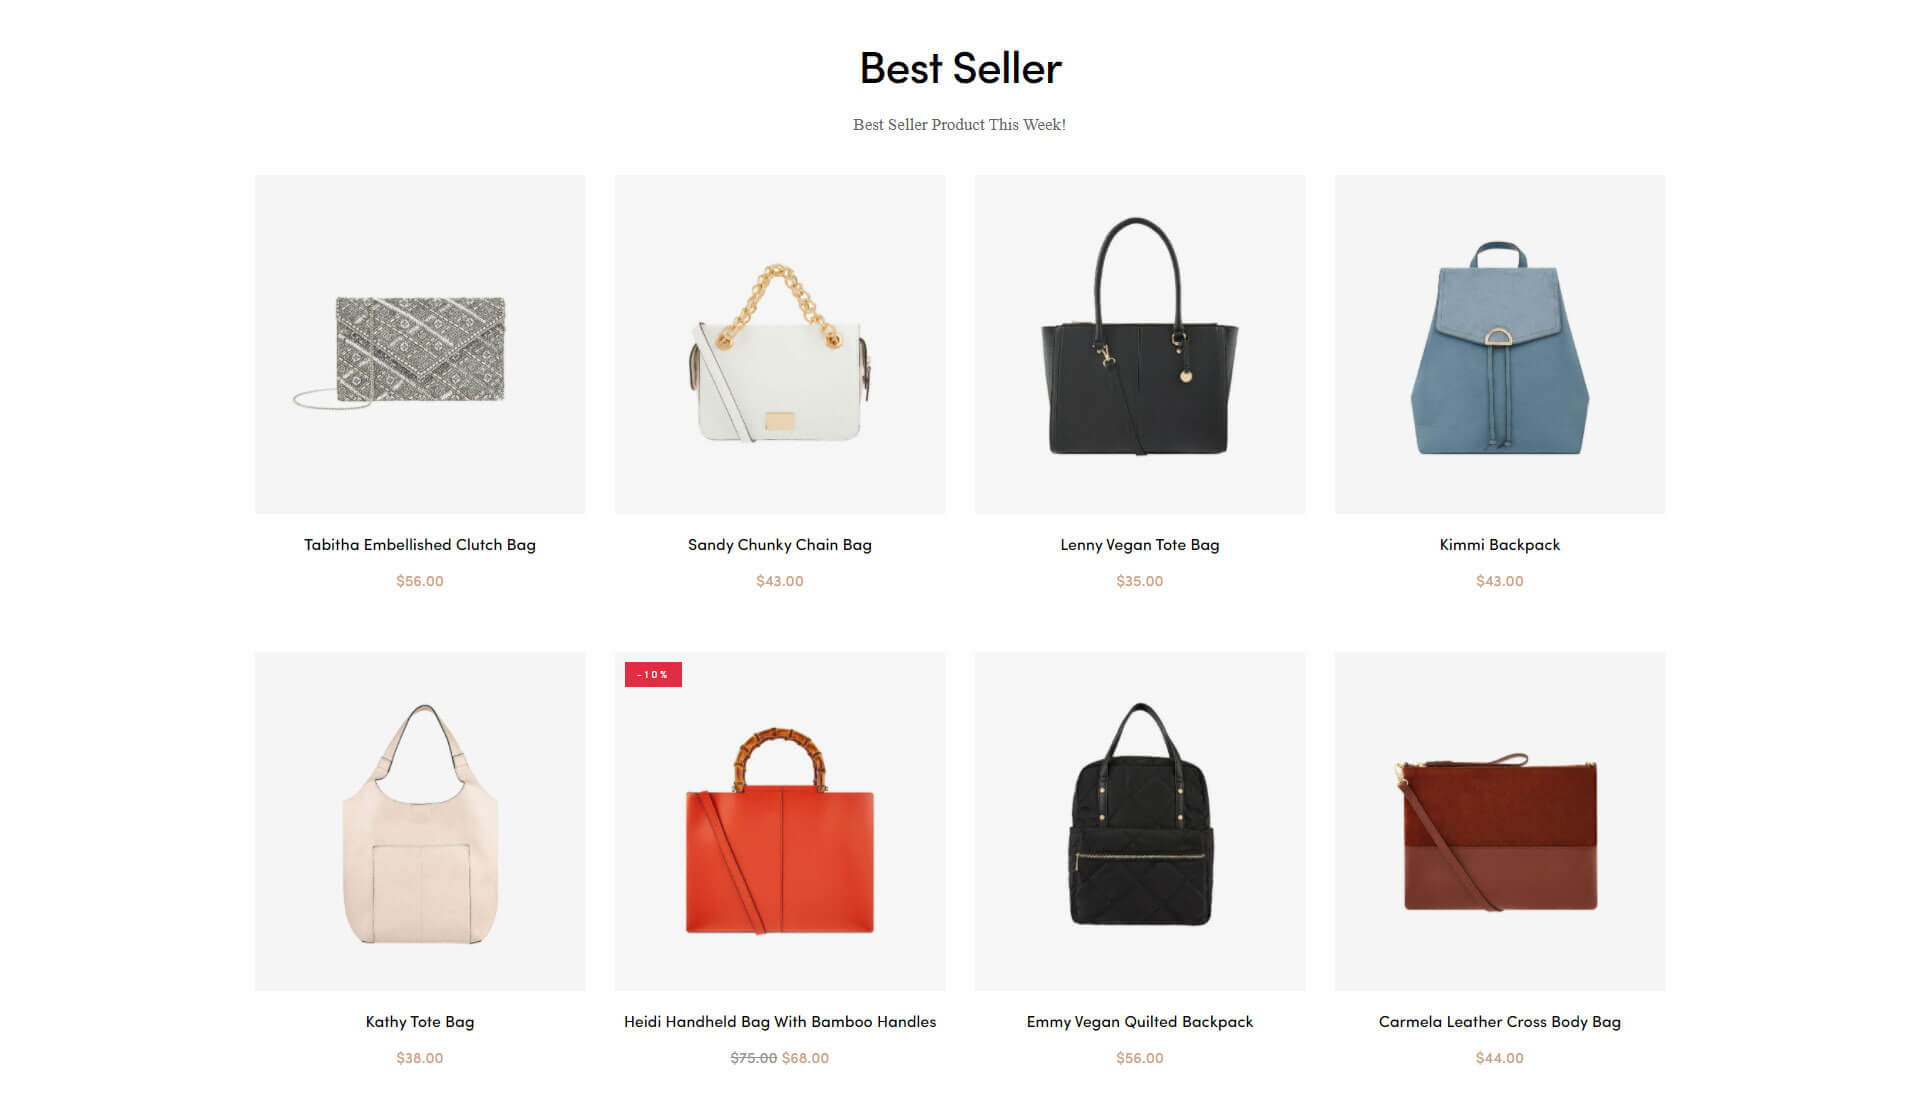 Best Seller
Best Seller Product This Week!
Tabitha Embellished Clutch Bag
$56.00
Sandy Chunky Chain Bag
$43.00
Lenny Vegan Tote Bag
$35.00
Kimmi Backpack
$43.00
Kathy Tote Bag
$38.00
-10%
Heidi Handheld Bag With Bamboo Handles
$75.00 $68.00
Emmy Vegan Quilted Backpack
$56.00
Carmela Leather Cross Body Bag
$44.00